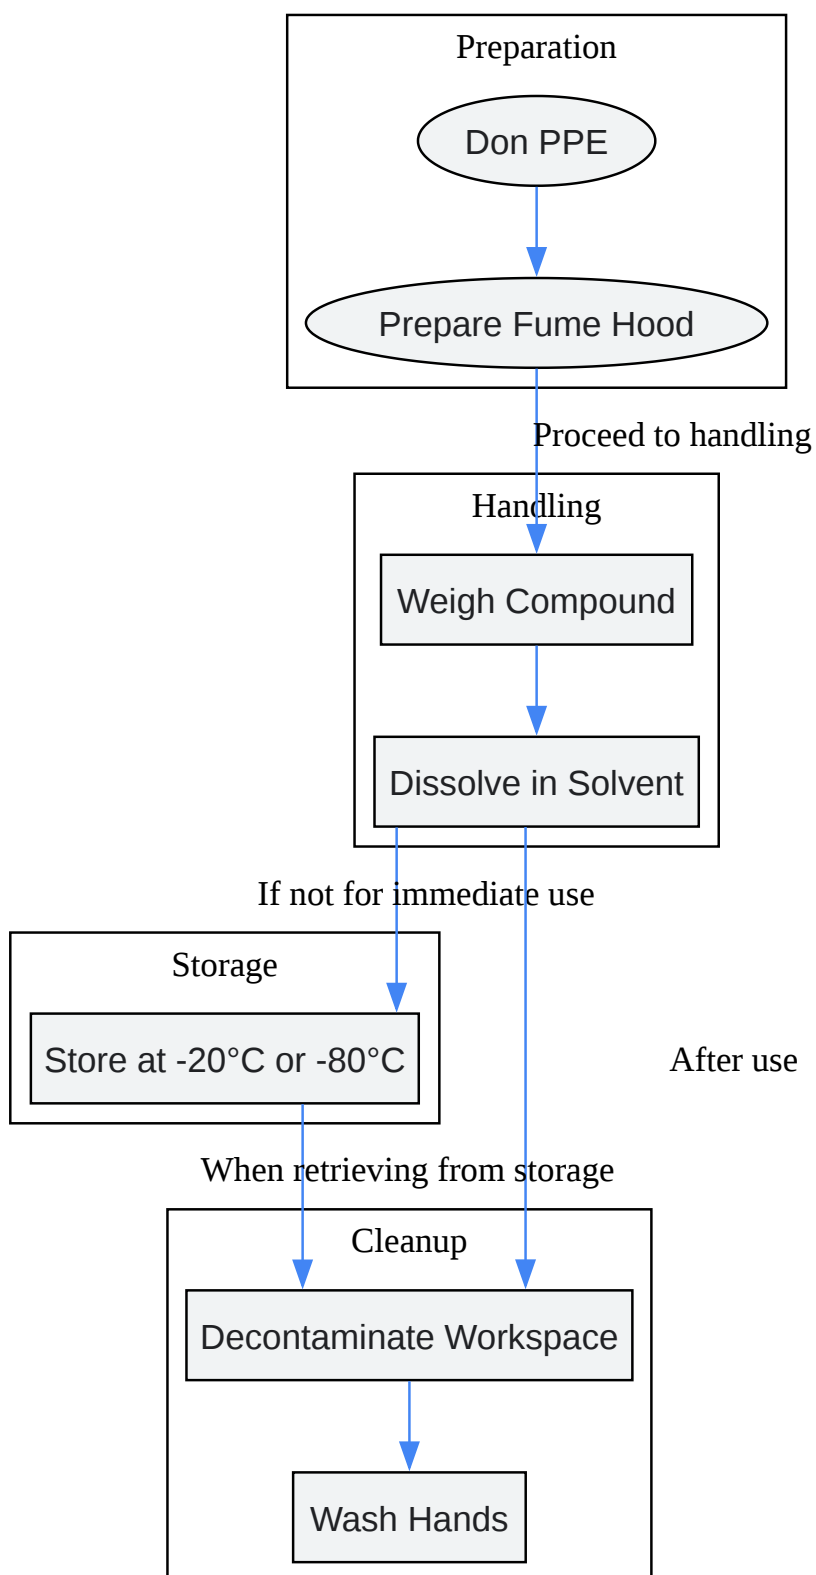 Preparation
Don PPE
Prepare Fume Hood
Proceed to handling
Handling
Weigh Compound
Dissolve in Solvent
If not for immediate use
Storage
Store at -20°C or -80°C
After use
When retrieving from storage
Cleanup
Decontaminate Workspace
Wash Hands